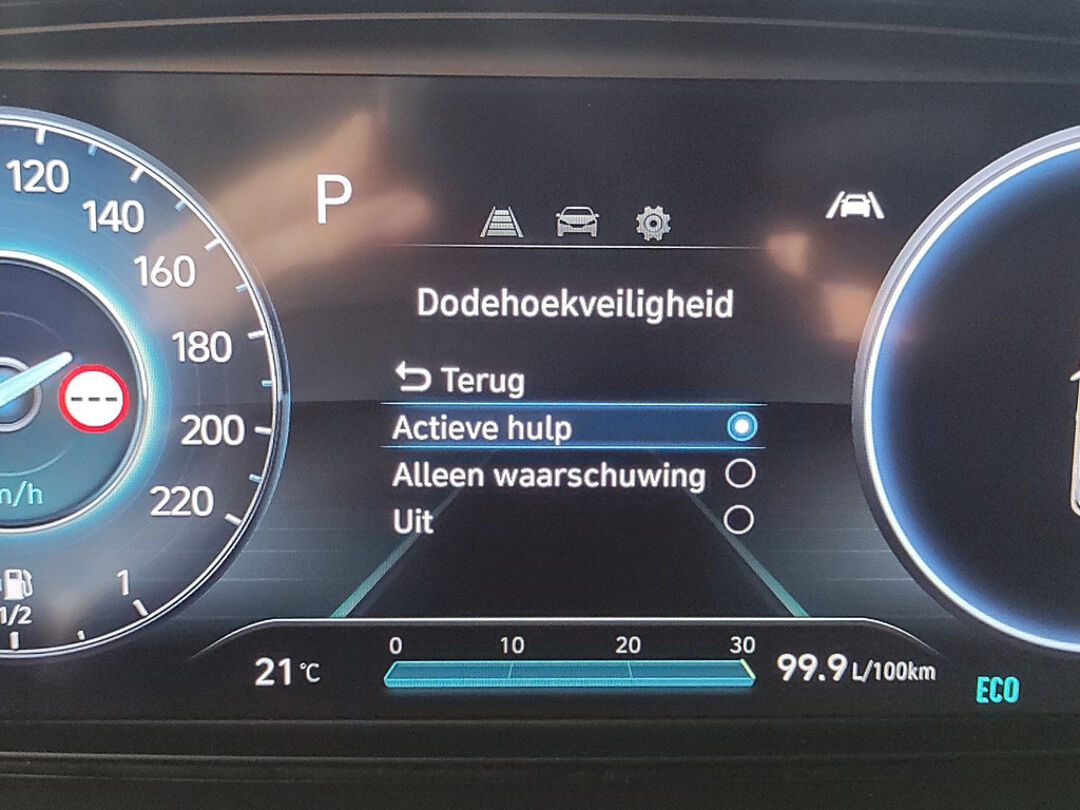 120
140
160
180
200
220
P
Dodehoekveiligheid
Terug
Actieve hulp
Alleen waarschuwing
Uit
---
m/h
1/2
1
0 10 20 30
21 °C
99.9 L/100km
ECO